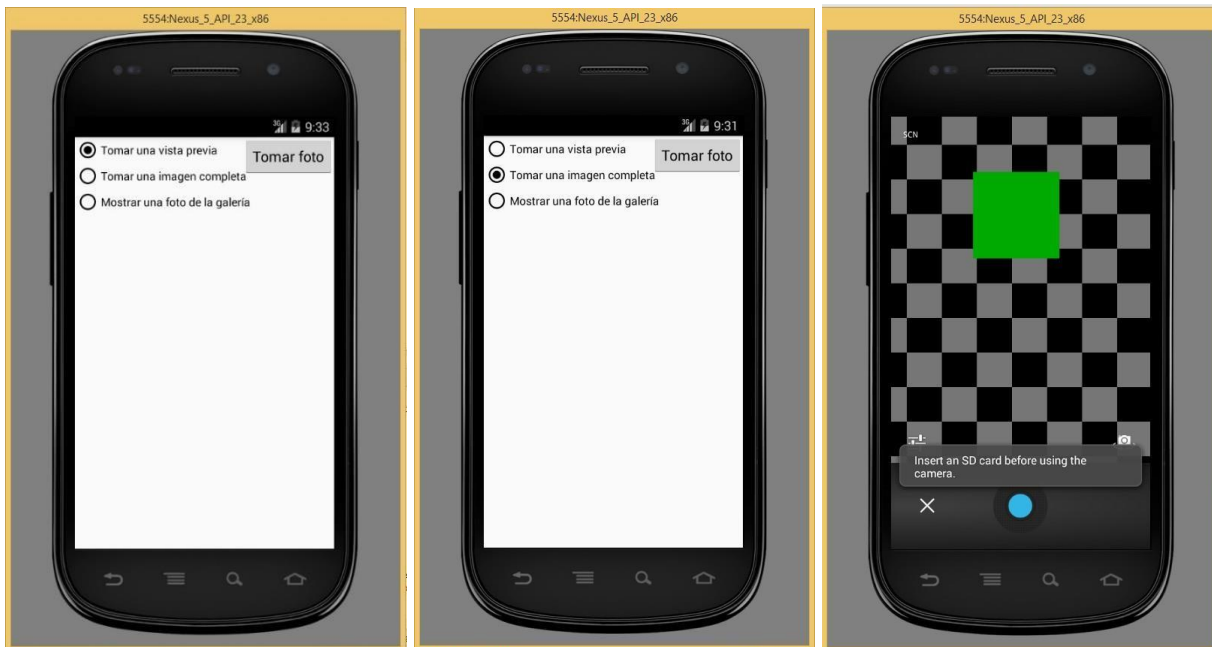 5554:Nexus_5_API_23_x86
3G 9:33
Tomar una vista previa
Tomar foto
Tomar una imagen completa
Mostrar una foto de la galería
5554:Nexus_5_API_23_x86
3G 9:31
Tomar una vista previa
Tomar foto
Tomar una imagen completa
Mostrar una foto de la galería
5554:Nexus_5_API_23_x86
SCN
Insert an SD card before using the
camera.